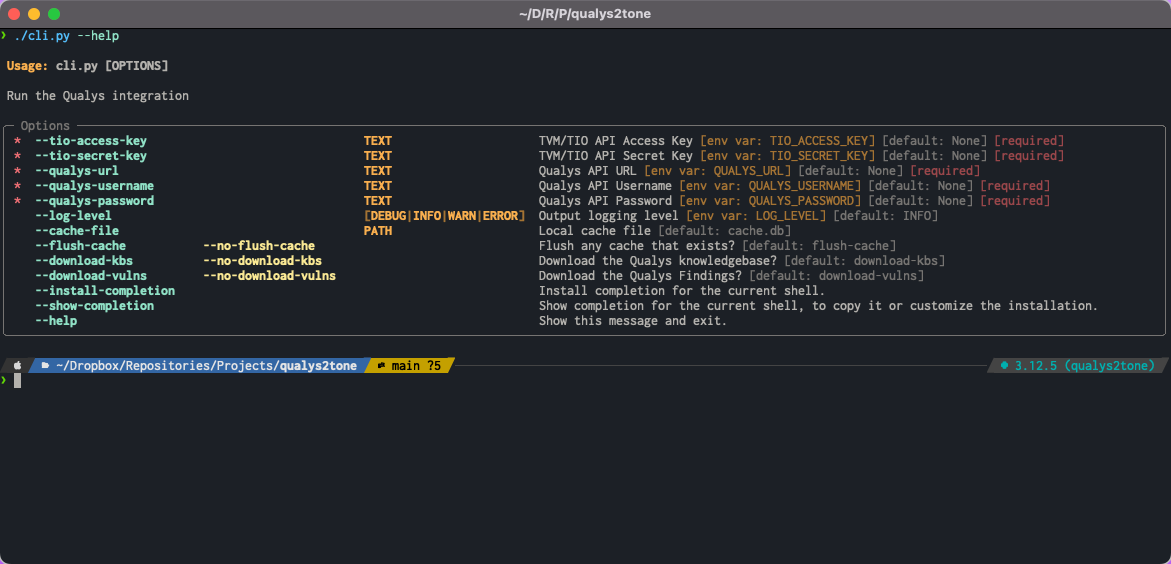 ~/D/R/P/qualys2tone
❯ ./cli.py --help
Usage: cli.py [OPTIONS]
Run the Qualys integration
Options
* --tio-access-key TEXT TVM/TIO API Access Key [env var: TIO_ACCESS_KEY] [default: None] [required]
* --tio-secret-key TEXT TVM/TIO API Secret Key [env var: TIO_SECRET_KEY] [default: None] [required]
* --qualys-url TEXT Qualys API URL [env var: QUALYS_URL] [default: None] [required]
* --qualys-username TEXT Qualys API Username [env var: QUALYS_USERNAME] [default: None] [required]
* --qualys-password TEXT Qualys API Password [env var: QUALYS_PASSWORD] [default: None] [required]
--log-level [DEBUG|INFO|WARN|ERROR] Output logging level [env var: LOG_LEVEL] [default: INFO]
--cache-file PATH Local cache file [default: cache.db]
--flush-cache --no-flush-cache Flush any cache that exists? [default: flush-cache]
--download-kbs --no-download-kbs Download the Qualys knowledgebase? [default: download-kbs]
--download-vulns --no-download-vulns Download the Qualys Findings? [default: download-vulns]
--install-completion Install completion for the current shell.
--show-completion Show completion for the current shell, to copy it or customize the installation.
--help Show this message and exit.
~/Dropbox/Repositories/Projects/qualys2tone main ?5 3.12.5 (qualys2tone)
❯